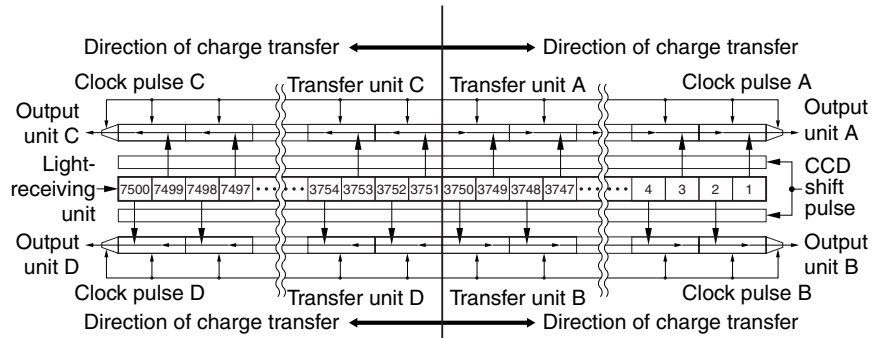 Direction of charge transfer Direction of charge transfer
Clock pulse C Transfer unit C Transfer unit A Clock pulse A
Output unit C
Output unit A
Light-receiving unit
7500 7499 7498 7497 ······ 3754 3753 3752 3751 3750 3749 3748 3747 ······ 4 3 2 1
CCD shift pulse
Output unit D
Output unit B
Clock pulse D Transfer unit D Transfer unit B Clock pulse B
Direction of charge transfer Direction of charge transfer